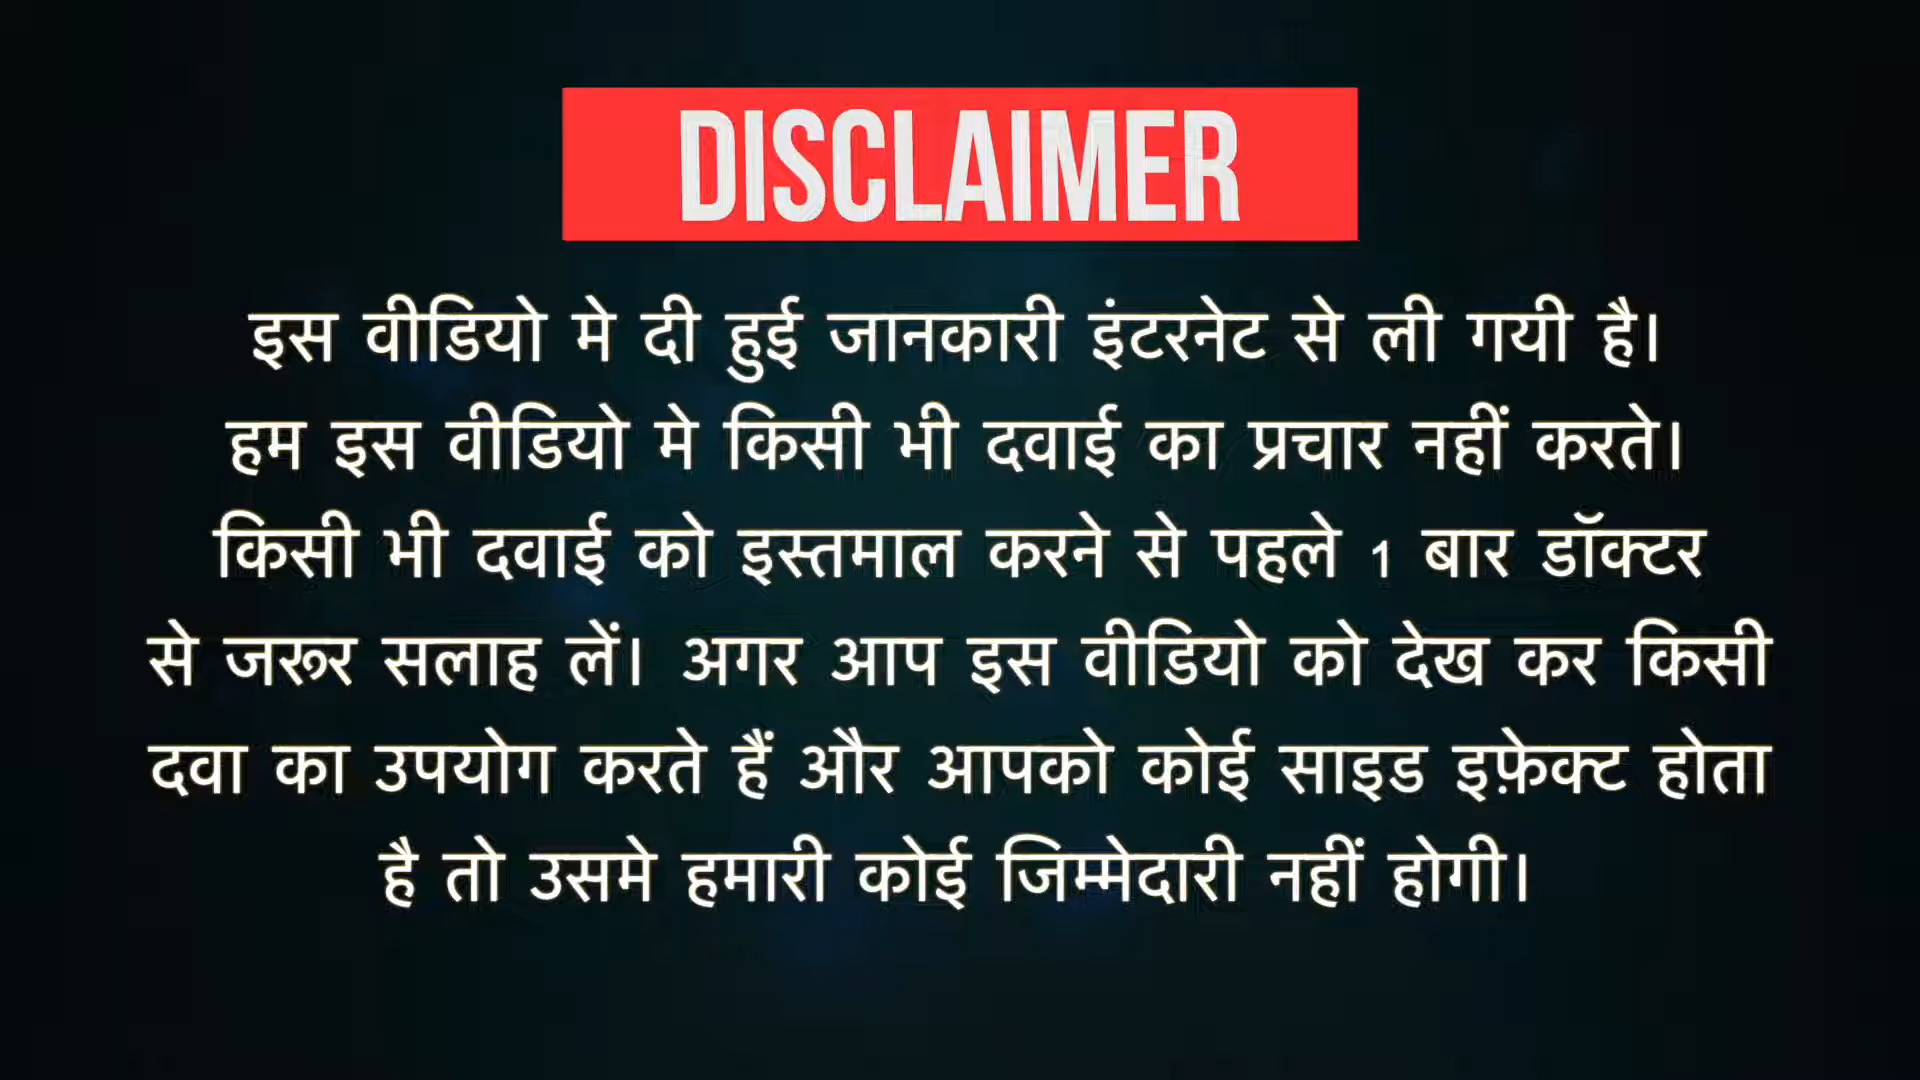 DISCLAIMER
इस वीडियो मे दी हुई जानकारी इंटरनेट से ली गयी है।
हम इस वीडियो मे किसी भी दवाई का प्रचार नहीं करते।
किसी भी दवाई को इस्तमाल करने से पहले 1 बार डॉक्टर
से जरूर सलाह लें। अगर आप इस वीडियो को देख कर किसी
दवा का उपयोग करते हैं और आपको कोई साइड इफ़ेक्ट होता
है तो उसमे हमारी कोई जिम्मेदारी नहीं होगी।